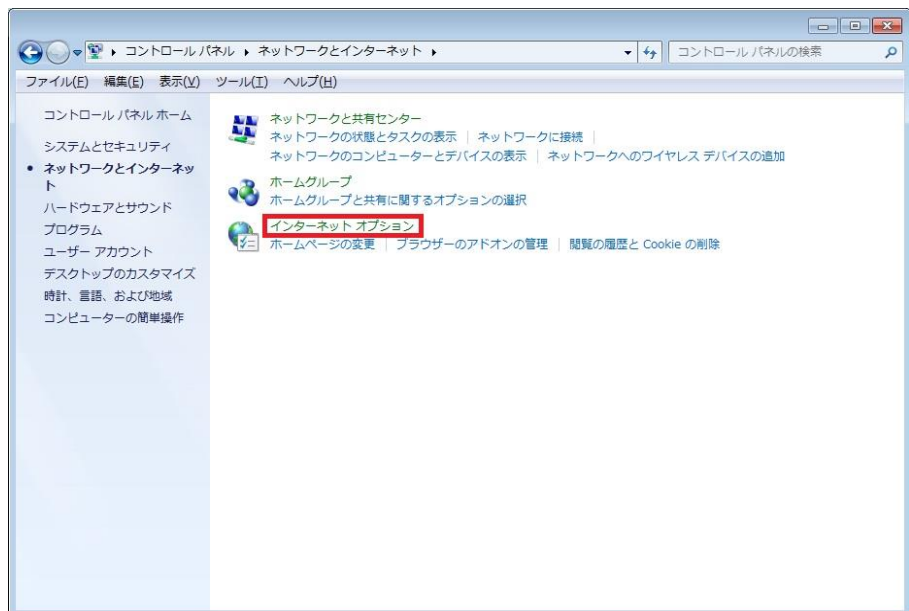 コントロール パネル ▸ ネットワークとインターネット ▸
コントロール パネルの検索
ファイル(F) 編集(E) 表示(V) ツール(T) ヘルプ(H)
コントロール パネル ホーム
システムとセキュリティ
• ネットワークとインターネッ
ト
ハードウェアとサウンド
プログラム
ユーザー アカウント
デスクトップのカスタマイズ
時計、言語、および地域
コンピューターの簡単操作
ネットワークと共有センター
ネットワークの状態とタスクの表示 | ネットワークに接続 |
ネットワークのコンピューターとデバイスの表示 | ネットワークへのワイヤレス デバイスの追加
ホームグループ
ホームグループと共有に関するオプションの選択
インターネット オプション
ホームページの変更 | ブラウザーのアドオンの管理 | 閲覧の履歴と Cookie の削除